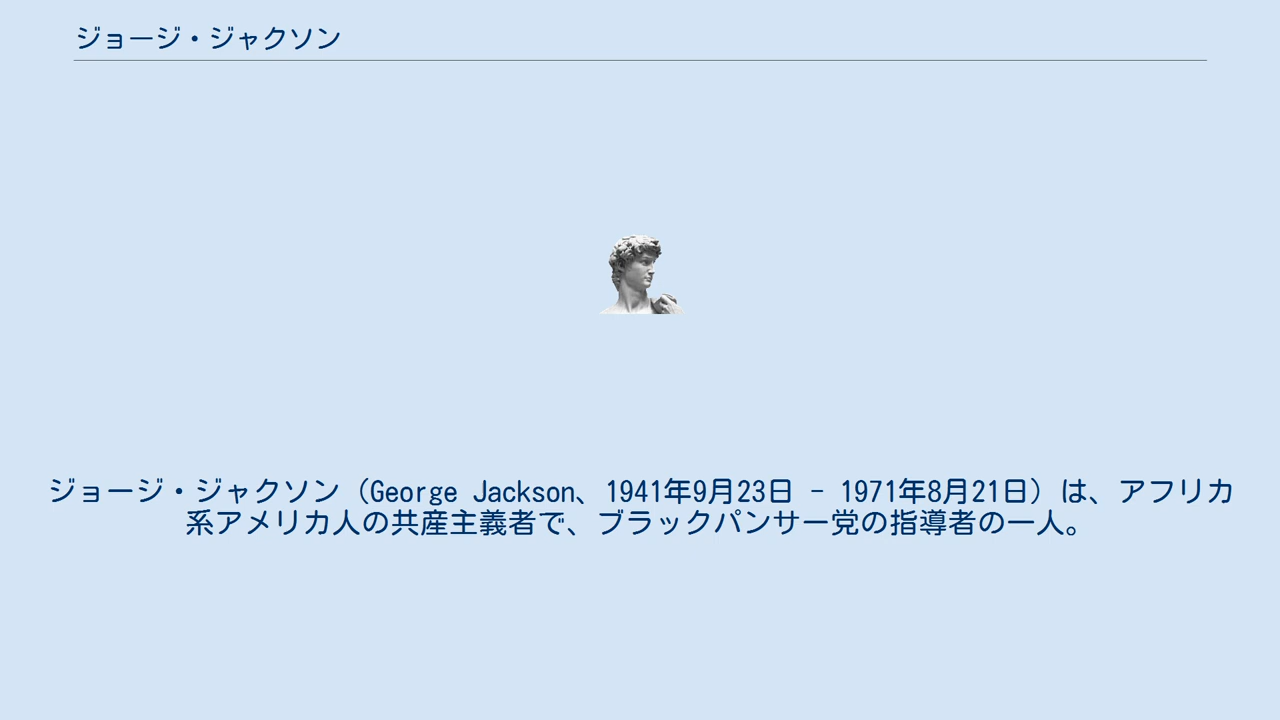 ジョージ・ジャクソン
ジョージ・ジャクソン（George Jackson、1941年9月23日 - 1971年8月21日）は、アフリカ
系アメリカ人の共産主義者で、ブラックパンサー党の指導者の一人。